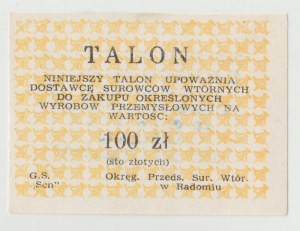 TALON
NINIEJSZY TALON UPOWAŻNIA
DOSTAWCĘ SUROWCÓW WTÓRNYCH
DO ZAKUPU OKREŚLONYCH
WYROBÓW PRZEMYSŁOWYCH NA
WARTOŚĆ:
100 zł
(sto złotych)
G.S. Okręg. Przeds. Sur. Wtór.
w Radomiu